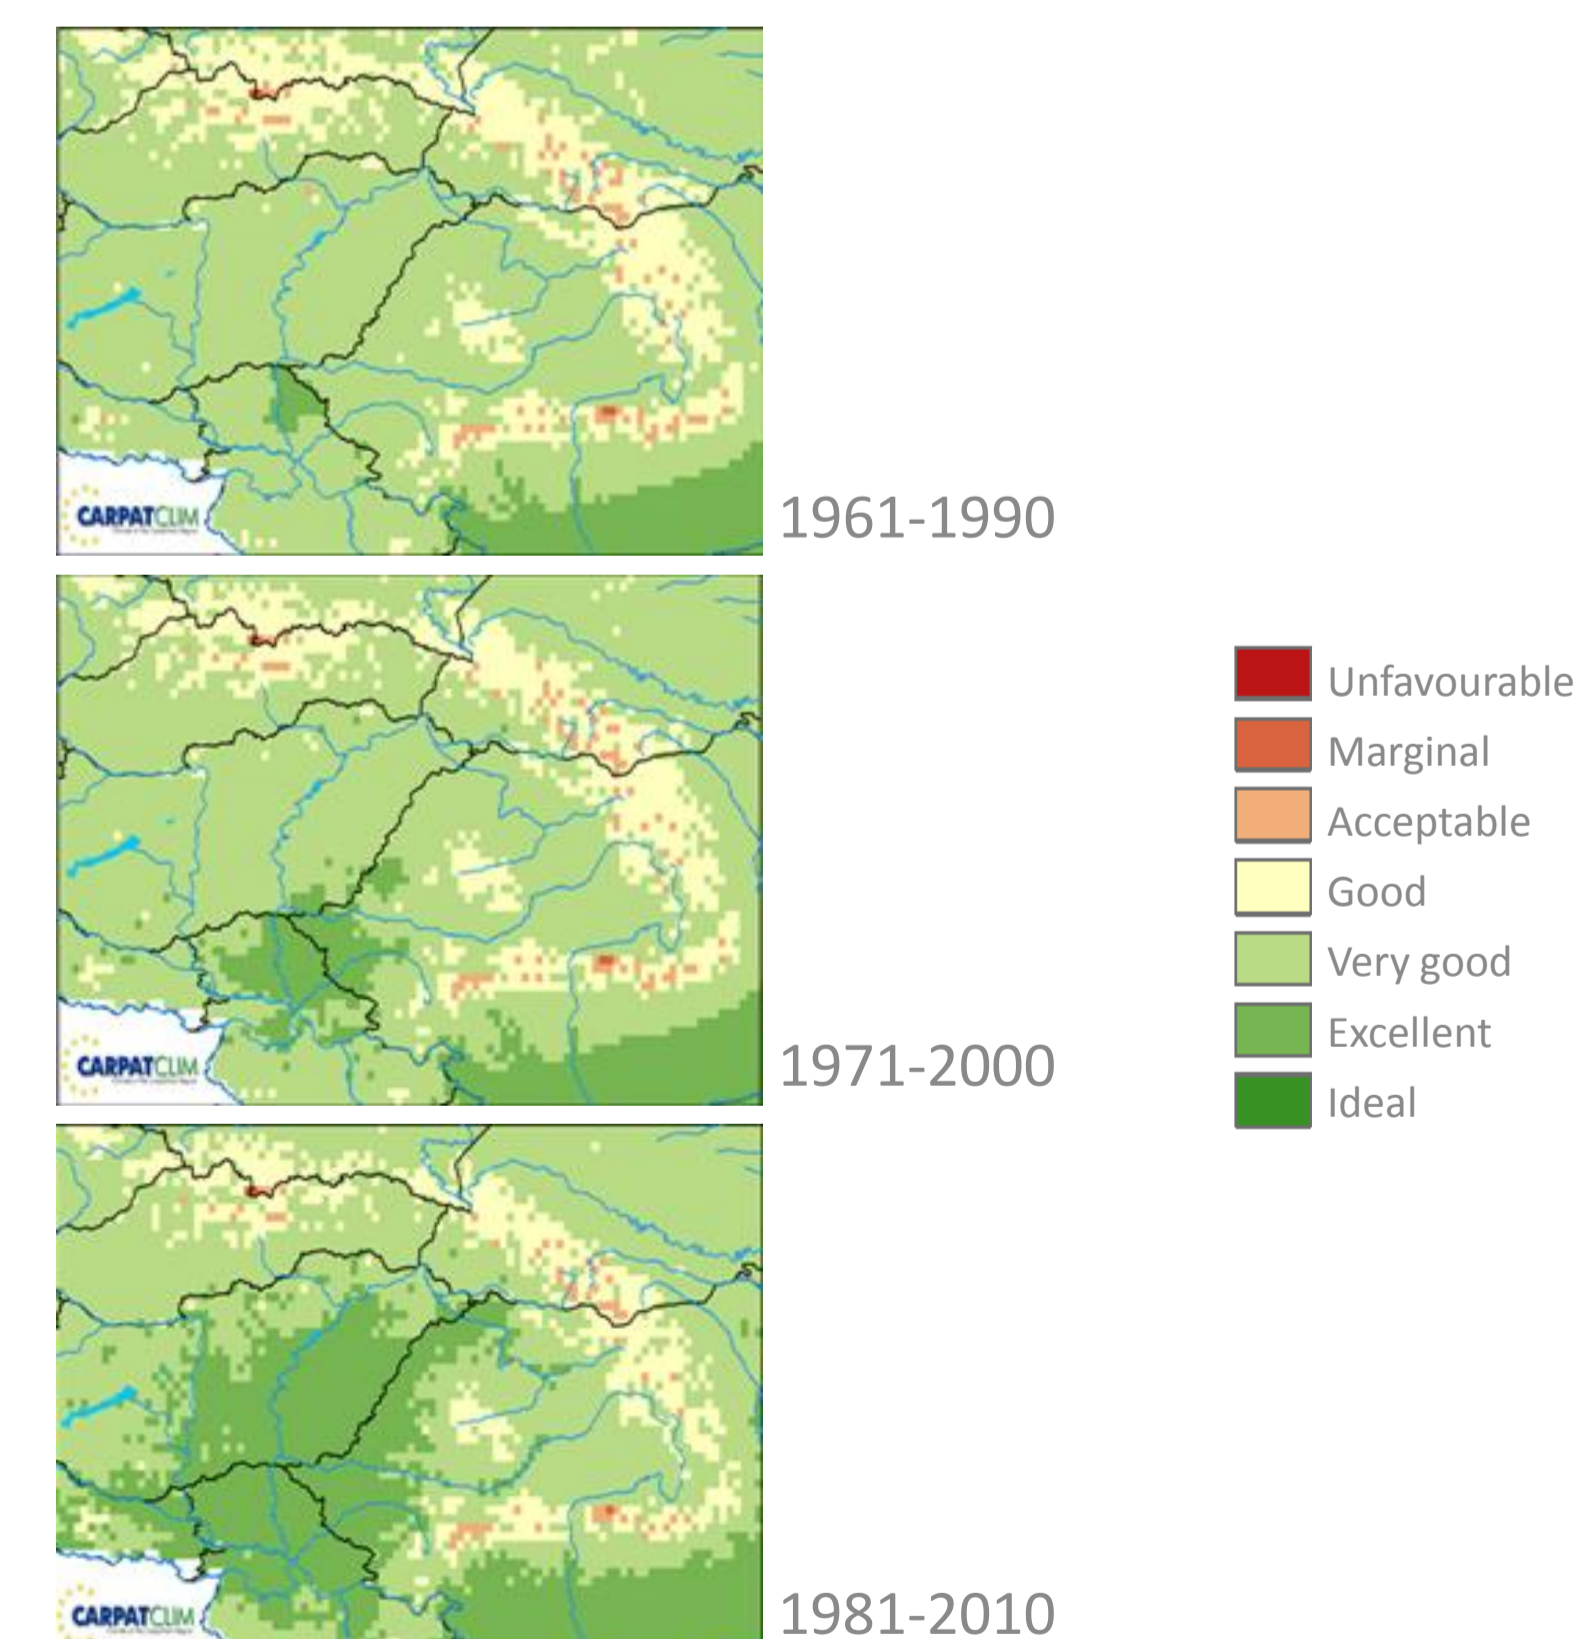 CARPATCLIM
1961-1990
CARPATCLIM
1971-2000
Unfavourable
Marginal
Acceptable
Good
Very good
Excellent
Ideal
CARPATCLIM
1981-2010